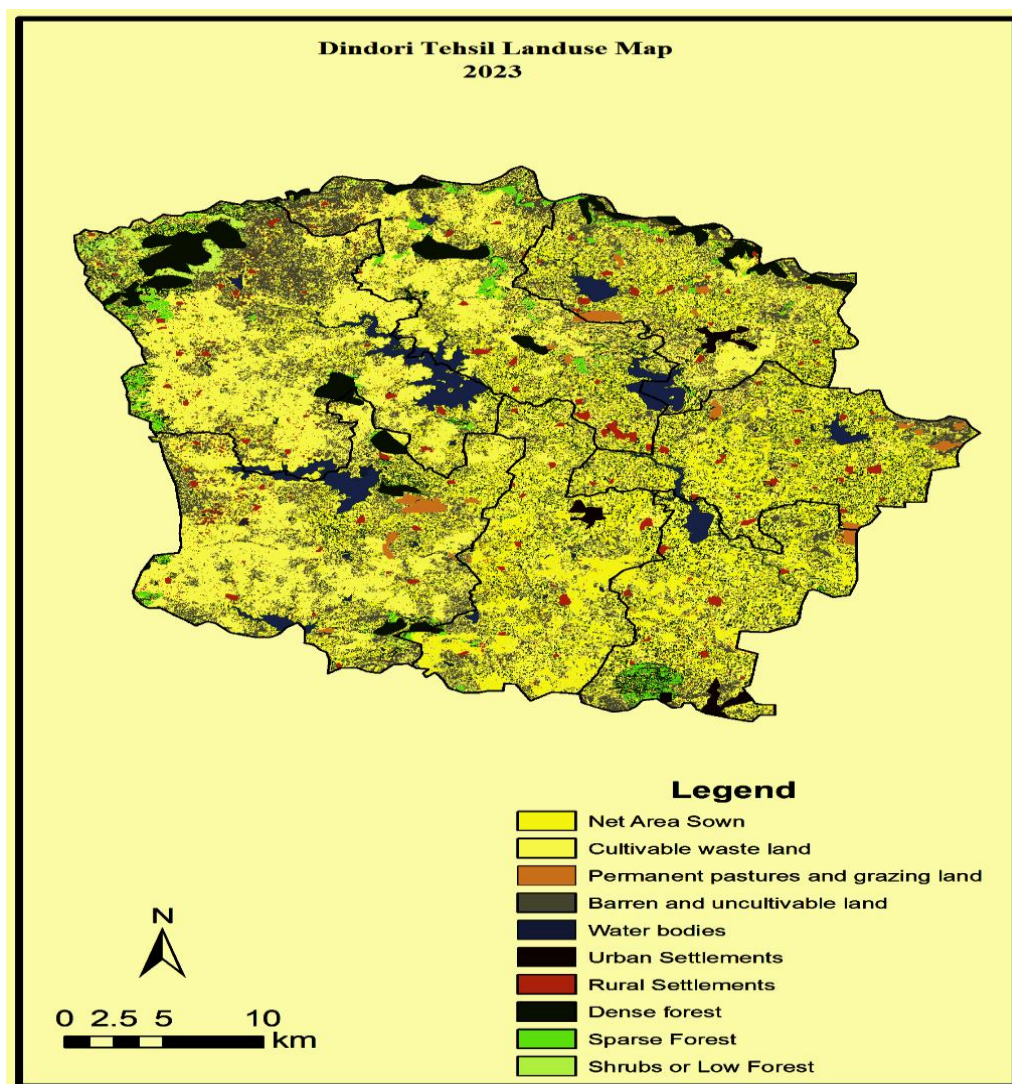 Dindori Tehsil Landuse Map
2023
Legend
Net Area Sown
Cultivable waste land
Permanent pastures and grazing land
Barren and uncultivable land
Water bodies
Urban Settlements
Rural Settlements
Dense forest
Sparse Forest
Shrubs or Low Forest
N
0 2.5 5 10
km